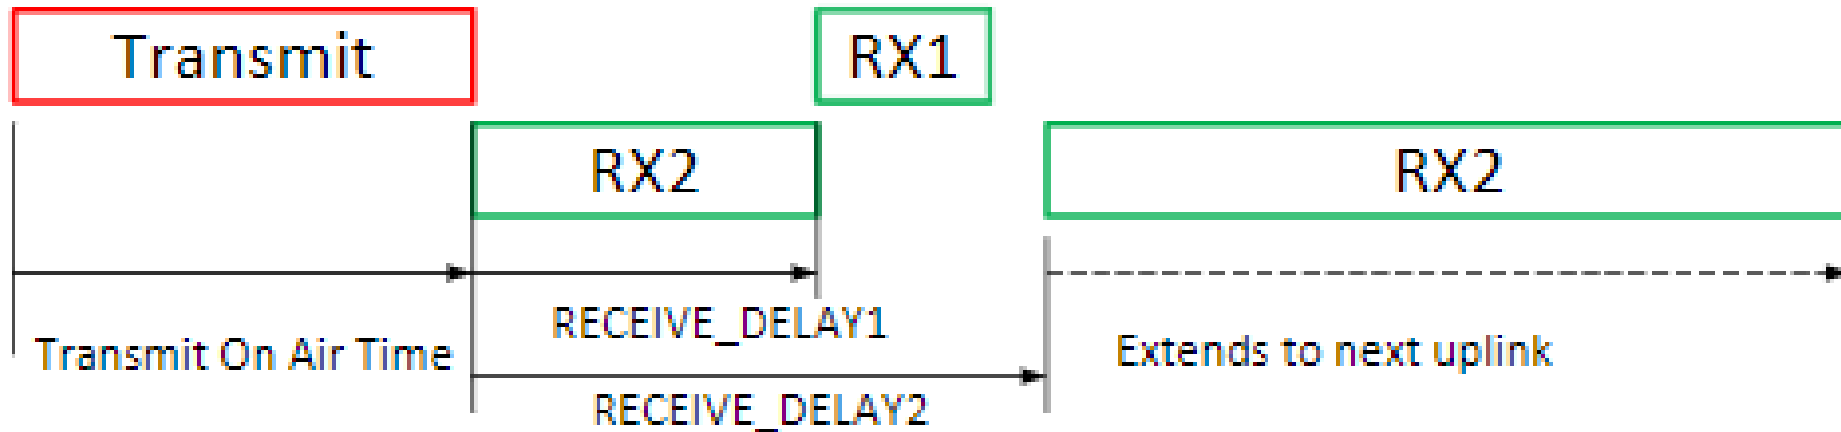 Transmit
RX1
RX2
RX2
RECEIVE_DELAY1
Transmit On Air Time
Extends to next uplink
RECEIVE_DELAY2